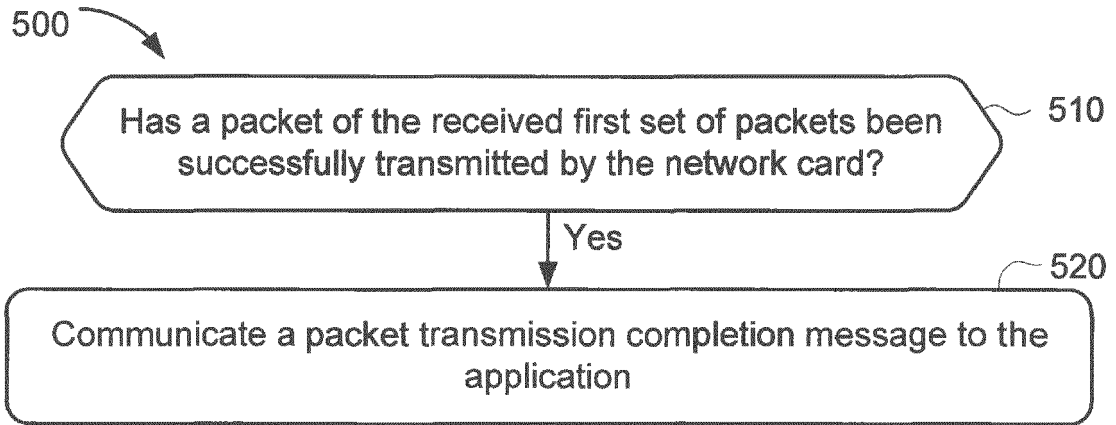 500
Has a packet of the received first set of packets been
successfully transmitted by the network card?
510
Yes
520
Communicate a packet transmission completion message to the
application